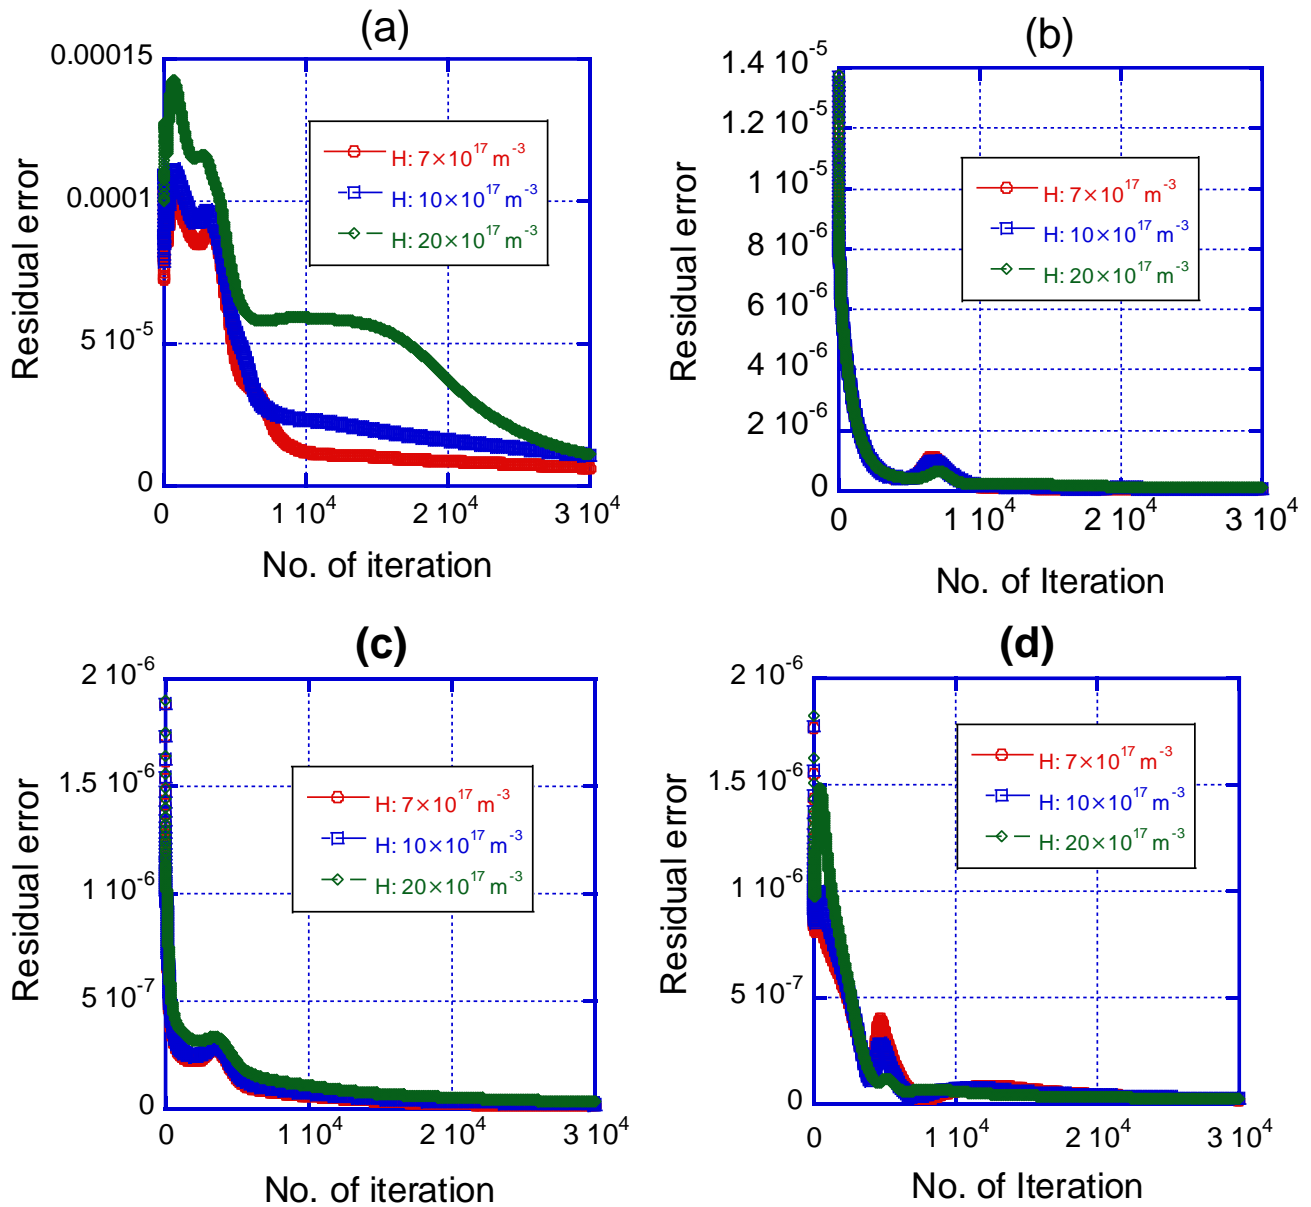 (a)
0.00015
0.0001
5 10⁻⁵
0
0
1 10⁴
2 10⁴
3 10⁴
Residual error
No. of iteration
H: 7×10¹⁷ m⁻³
H: 10×10¹⁷ m⁻³
H: 20×10¹⁷ m⁻³
(b)
1.4 10⁻⁵
1.2 10⁻⁵
1 10⁻⁵
8 10⁻⁶
6 10⁻⁶
4 10⁻⁶
2 10⁻⁶
0
0
1 10⁴
2 10⁴
3 10⁴
Residual error
No. of Iteration
H: 7×10¹⁷ m⁻³
H: 10×10¹⁷ m⁻³
H: 20×10¹⁷ m⁻³
(c)
2 10⁻⁶
1.5 10⁻⁶
1 10⁻⁶
5 10⁻⁷
0
0
1 10⁴
2 10⁴
3 10⁴
Residual error
No. of iteration
H: 7×10¹⁷ m⁻³
H: 10×10¹⁷ m⁻³
H: 20×10¹⁷ m⁻³
(d)
2 10⁻⁶
1.5 10⁻⁶
1 10⁻⁶
5 10⁻⁷
0
0
1 10⁴
2 10⁴
3 10⁴
Residual error
No. of Iteration
H: 7×10¹⁷ m⁻³
H: 10×10¹⁷ m⁻³
H: 20×10¹⁷ m⁻³